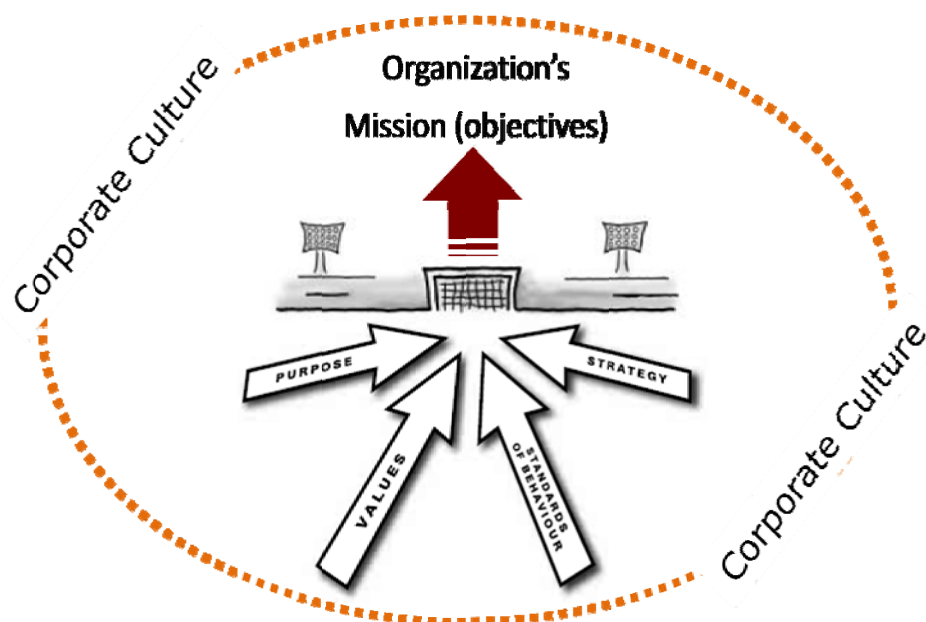 Corporate Culture
Organization's
Mission (objectives)
PURPOSE
STRATEGY
VALUES
STANDARDS
OF BEHAVIOUR
Corporate Culture